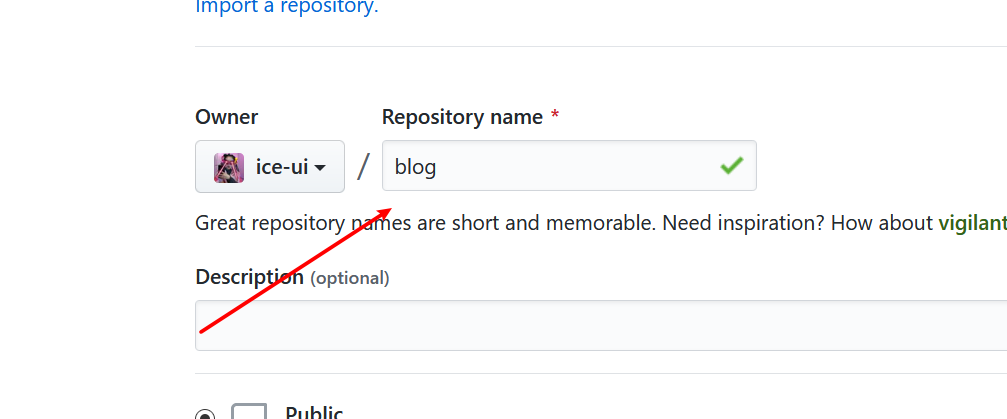 Import a repository.
Owner
Repository name *
ice-ui / blog
Great repository names are short and memorable. Need inspiration? How about vigilant
Description (optional)
Public